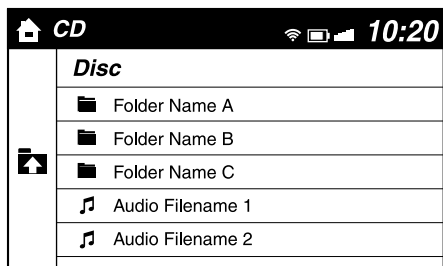 CD 10:20
Disc
Folder Name A
Folder Name B
Folder Name C
Audio Filename 1
Audio Filename 2